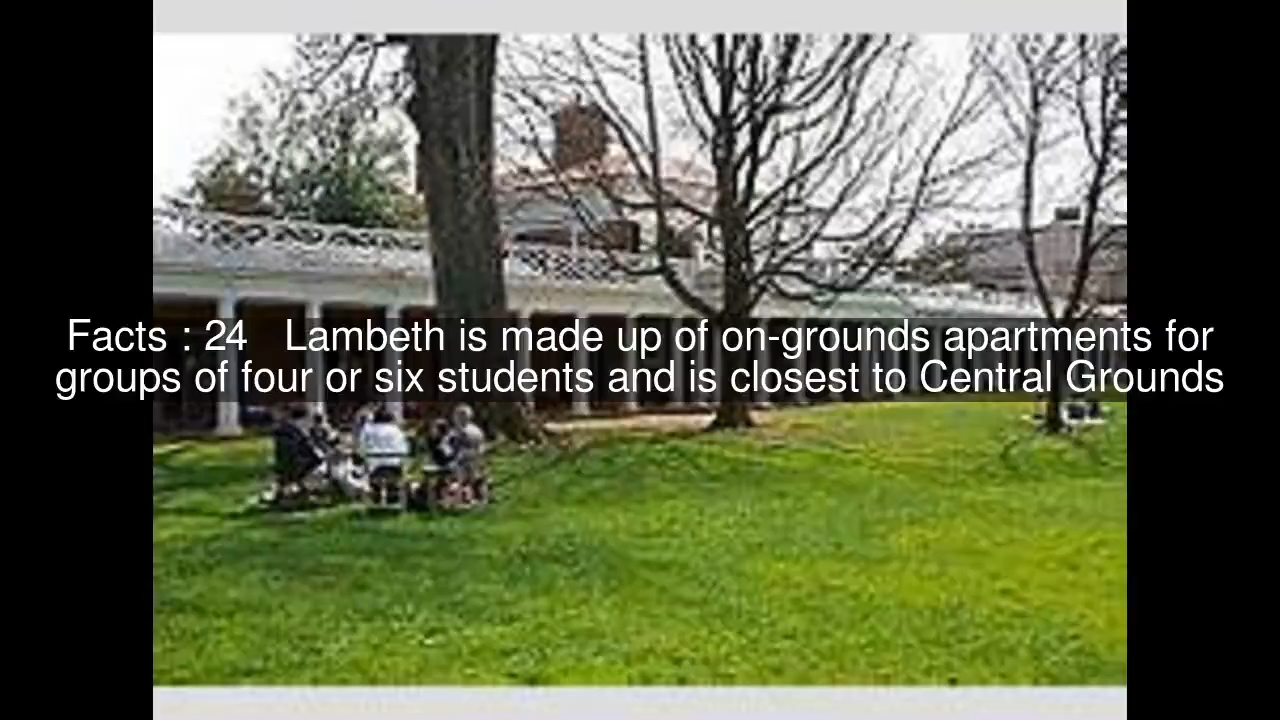 Facts : 24 Lambeth is made up of on-grounds apartments for
groups of four or six students and is closest to Central Grounds